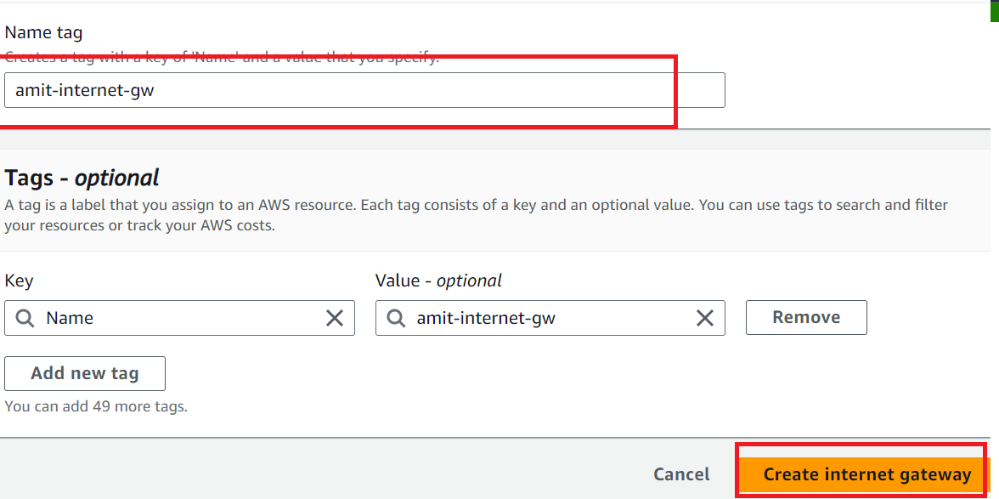 Name tag
Creates a tag with a key of 'Name' and a value that you specify.
amit-internet-gw
Tags - optional
A tag is a label that you assign to an AWS resource. Each tag consists of a key and an optional value. You can use tags to search and filter
your resources or track your AWS costs.
Key
Value - optional
Name
amit-internet-gw
Remove
Add new tag
You can add 49 more tags.
Cancel
Create internet gateway